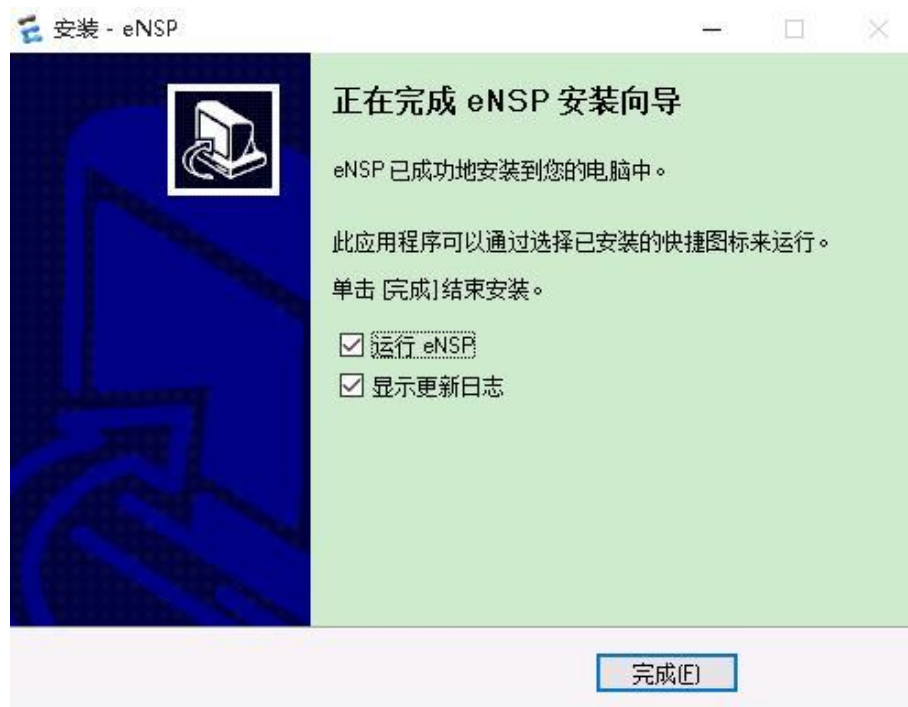 安装 - eNSP
正在完成 eNSP 安装向导
eNSP 已成功地安装到您的电脑中。
此应用程序可以通过选择已安装的快捷图标来运行。
单击 [完成] 结束安装。
运行 eNSP
显示更新日志
完成(F)